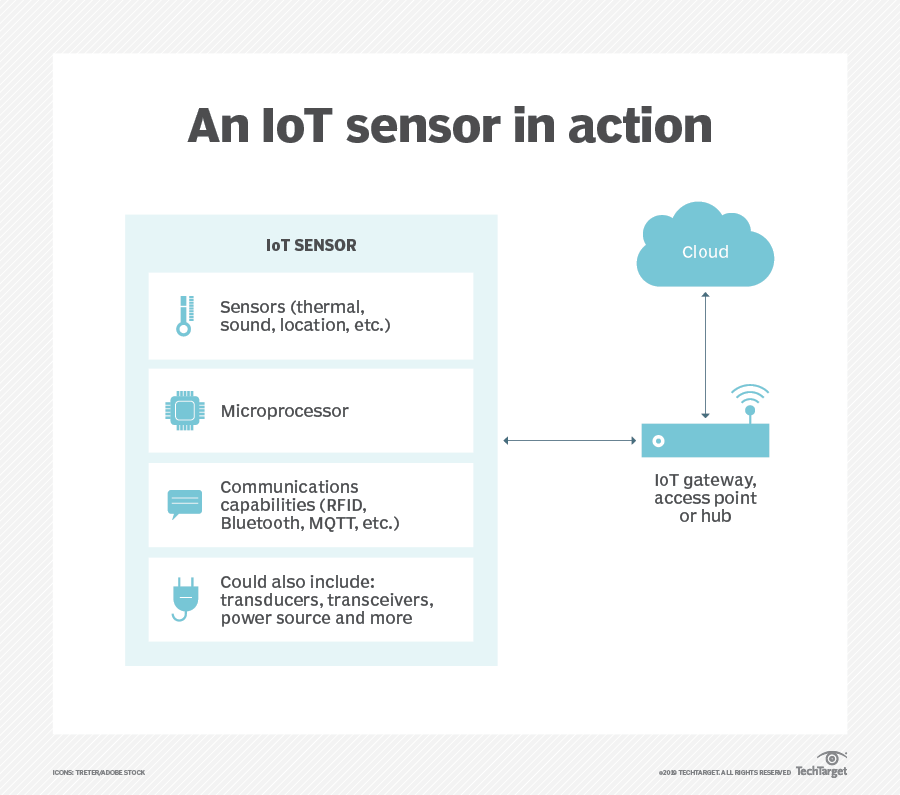 An IoT sensor in action
IoT SENSOR
Sensors (thermal,
sound, location, etc.)
Microprocessor
Communications
capabilities (RFID,
Bluetooth, MQTT, etc.)
Could also include:
transducers, transceivers,
power source and more
Cloud
IoT gateway,
access point
or hub
ICONS: TRETER/ADOBE STOCK
©2019 TECHTARGET. ALL RIGHTS RESERVED
TechTarget